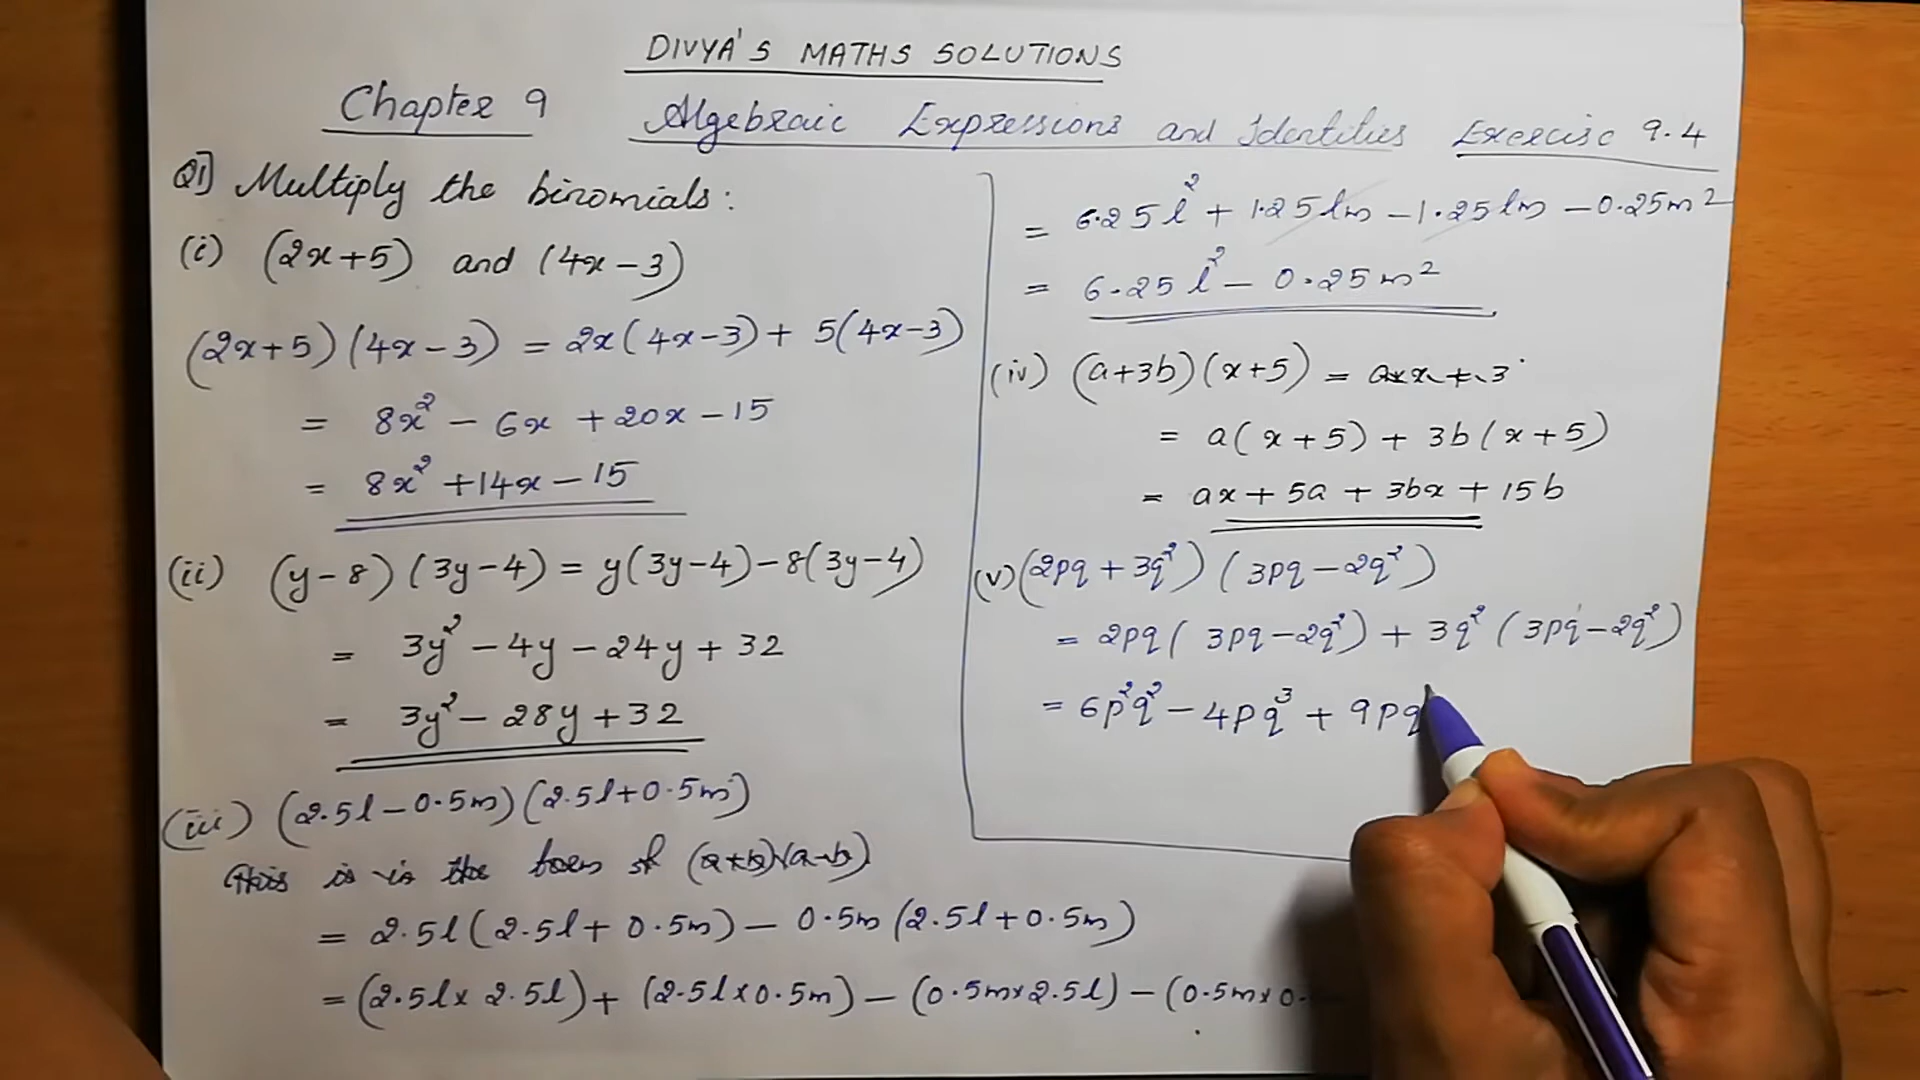 DIVYA'S MATHS SOLUTIONS
Chapter 9 Algebraic Expressions and Identities Exercise 9.4
Q1] Multiply the binomials:
(i) (2x+5) and (4x-3)
(2x+5)(4x-3) = 2x(4x-3)+ 5(4x-3)
= 8x² - 6x + 20x - 15
= 8x² +14x - 15
(ii) (y-8)(3y-4) = y(3y-4)-8(3y-4)
= 3y² - 4y - 24y + 32
= 3y² - 28y + 32
(iii) (2.5l-0.5m)(2.5l+0.5m)
This is is the form of (a+b)(a-b)
= 2.5l(2.5l+ 0.5m) - 0.5m(2.5l+0.5m)
= (2.5l x 2.5l)+ (2.5l x 0.5m) - (0.5m x 2.5l) - (0.5m x 0.
= 6.25l² + 1.25lm - 1.25lm - 0.25m²
= 6.25l² - 0.25m²
(iv) (a+3b)(x+5) = a x x + 3
= a(x+5) + 3b(x+5)
= ax + 5a + 3bx + 15b
(v) (2pq + 3q²)(3pq - 2q²)
= 2pq(3pq-2q²) + 3q²(3pq-2q²)
= 6p²q² - 4pq³ + 9pq